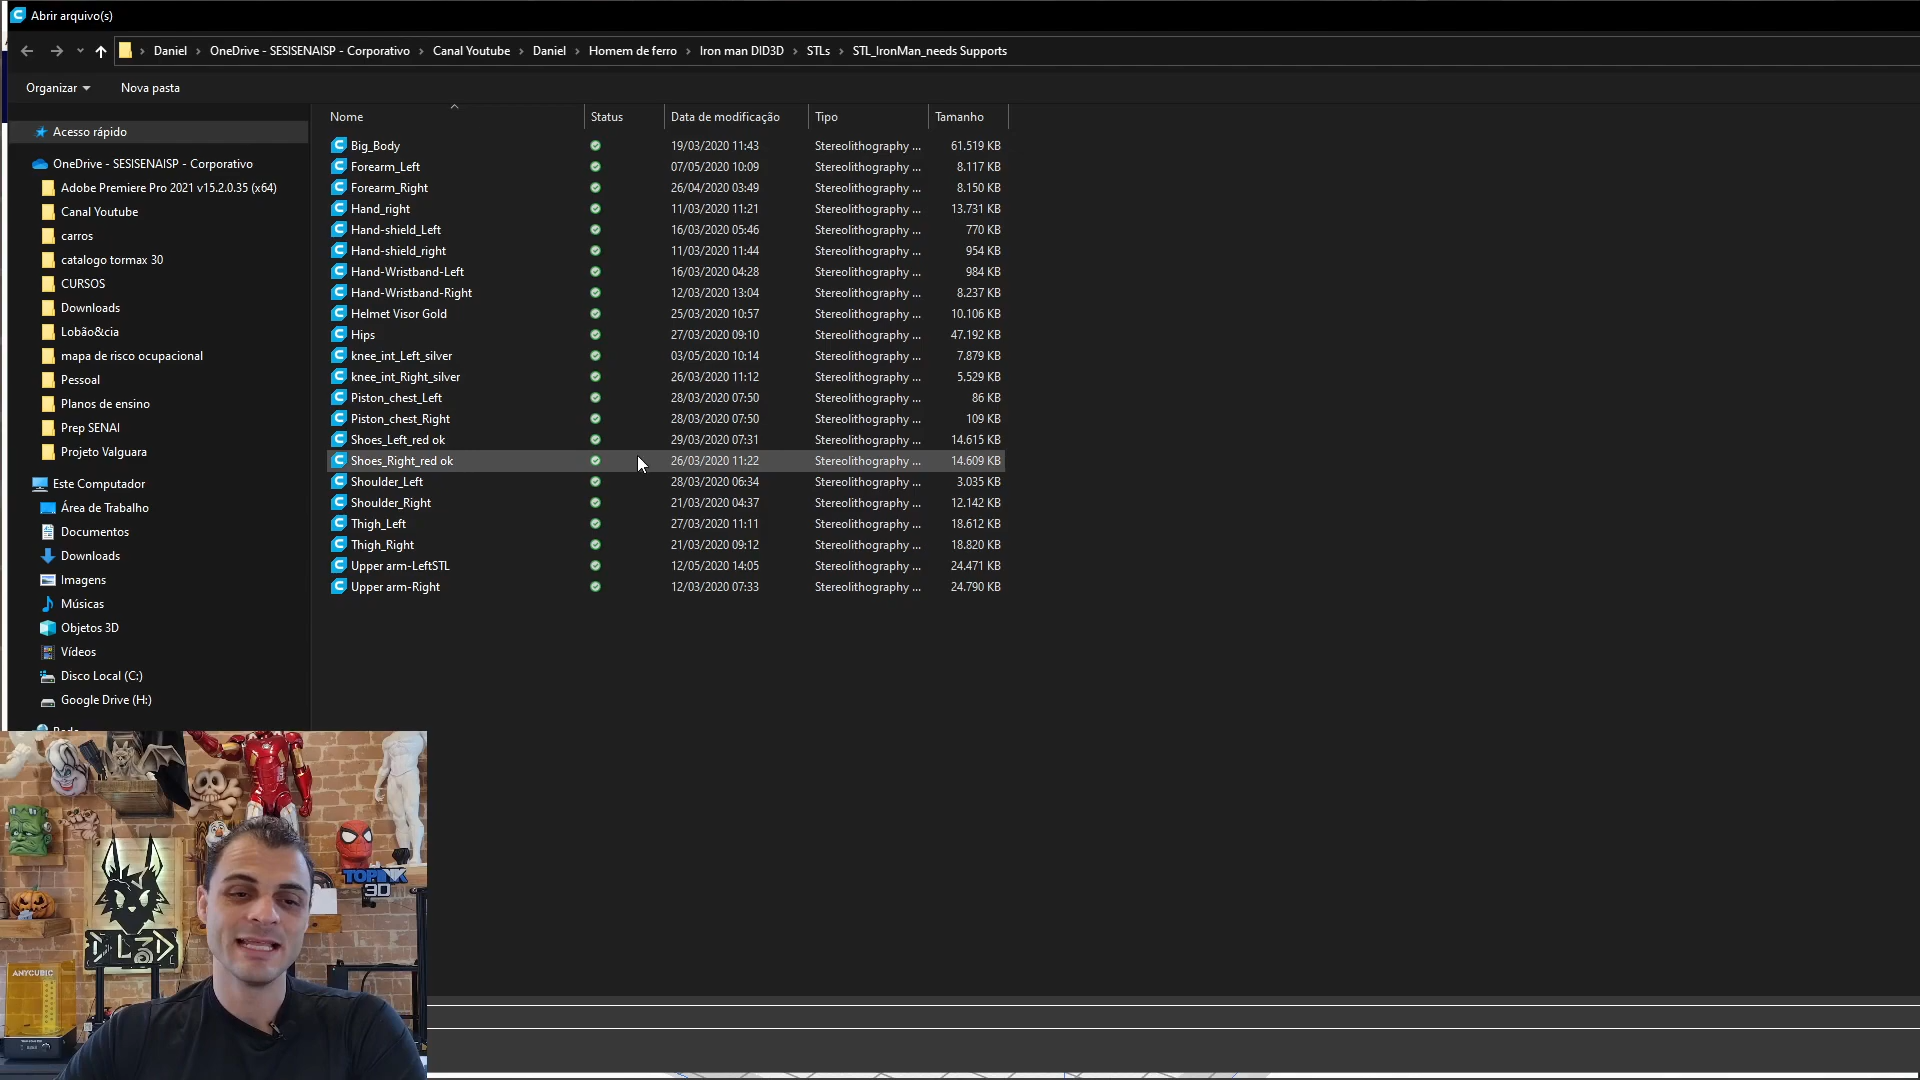 Abrir arquivo(s)
Daniel > OneDrive - SESISENAISP - Corporativo > Canal Youtube > Daniel > Homem de ferro > Iron man DID3D > STLs > STL_IronMan_needs Supports
Organizar Nova pasta
Nome Status Data de modificação Tipo Tamanho
Acesso rápido
OneDrive - SESISENAISP - Corporativo
Adobe Premiere Pro 2021 v15.2.0.35 (x64)
Canal Youtube
carros
catalogo tormax 30
CURSOS
Downloads
Lobão&cia
mapa de risco ocupacional
Pessoal
Planos de ensino
Prep SENAI
Projeto Valguara
Este Computador
Área de Trabalho
Documentos
Downloads
Imagens
Músicas
Objetos 3D
Vídeos
Disco Local (C:)
Google Drive (H:)
Big_Body 19/03/2020 11:43 Stereolithography ... 61.519 KB
Forearm_Left 07/05/2020 10:09 Stereolithography ... 8.117 KB
Forearm_Right 26/04/2020 03:49 Stereolithography ... 8.150 KB
Hand_right 11/03/2020 11:21 Stereolithography ... 13.731 KB
Hand-shield_Left 16/03/2020 05:46 Stereolithography ... 770 KB
Hand-shield_right 11/03/2020 11:44 Stereolithography ... 954 KB
Hand-Wristband-Left 16/03/2020 04:28 Stereolithography ... 984 KB
Hand-Wristband-Right 12/03/2020 13:04 Stereolithography ... 8.237 KB
Helmet Visor Gold 25/03/2020 10:57 Stereolithography ... 10.106 KB
Hips 27/03/2020 09:10 Stereolithography ... 47.192 KB
knee_int_Left_silver 03/05/2020 10:14 Stereolithography ... 7.879 KB
knee_int_Right_silver 26/03/2020 11:12 Stereolithography ... 5.529 KB
Piston_chest_Left 28/03/2020 07:50 Stereolithography ... 86 KB
Piston_chest_Right 28/03/2020 07:50 Stereolithography ... 109 KB
Shoes_Left_red ok 29/03/2020 07:31 Stereolithography ... 14.615 KB
Shoes_Right_red ok 26/03/2020 11:22 Stereolithography ... 14.609 KB
Shoulder_Left 28/03/2020 06:34 Stereolithography ... 3.035 KB
Shoulder_Right 21/03/2020 04:37 Stereolithography ... 12.142 KB
Thigh_Left 27/03/2020 11:11 Stereolithography ... 18.612 KB
Thigh_Right 21/03/2020 09:12 Stereolithography ... 18.820 KB
Upper arm-LeftSTL 12/05/2020 14:05 Stereolithography ... 24.471 KB
Upper arm-Right 12/03/2020 07:33 Stereolithography ... 24.790 KB
TOPINK
3D
DL3D
ANYCUBIC